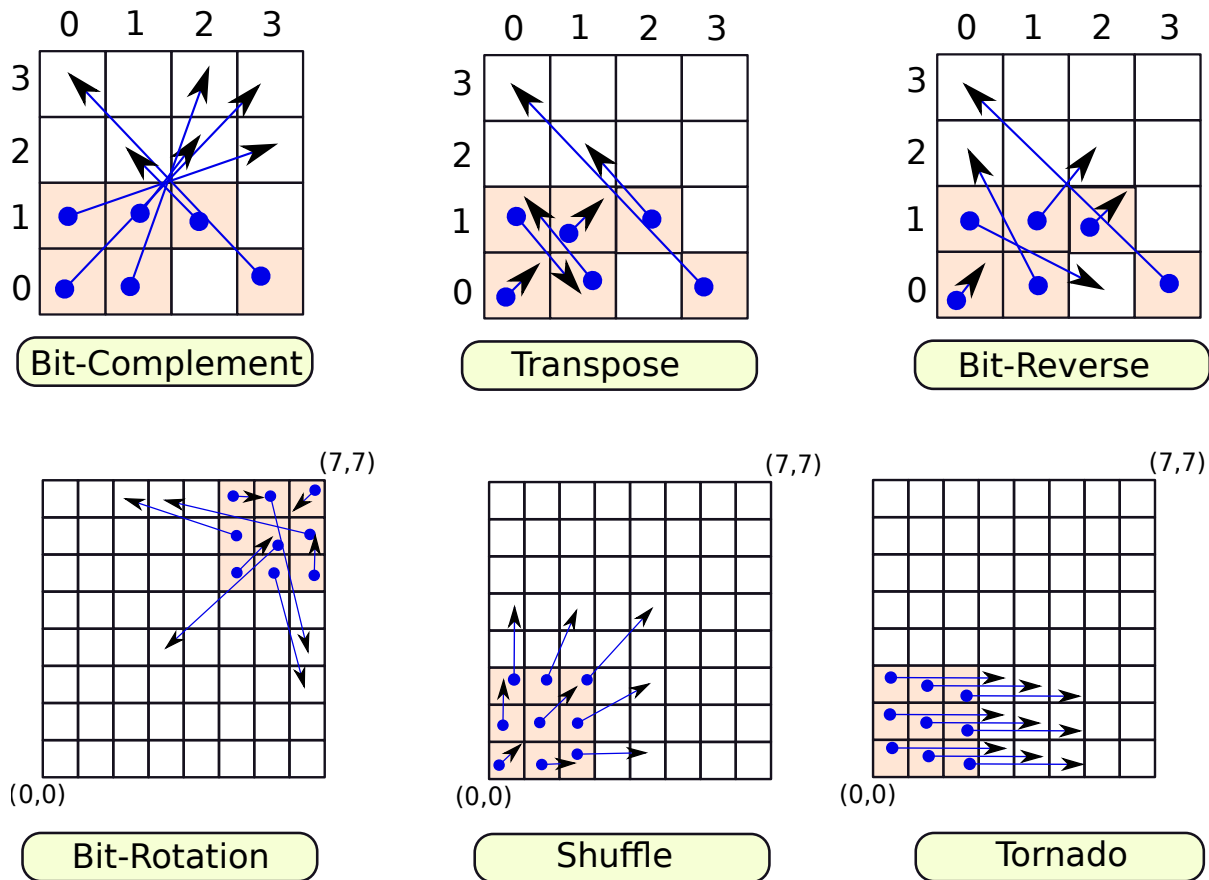 0 1 2 3
3
2
1
0
Bit-Complement
0 1 2 3
3
2
1
0
Transpose
0 1 2 3
3
2
1
0
Bit-Reverse
(7,7)
(0,0)
Bit-Rotation
(7,7)
(0,0)
Shuffle
(7,7)
(0,0)
Tornado